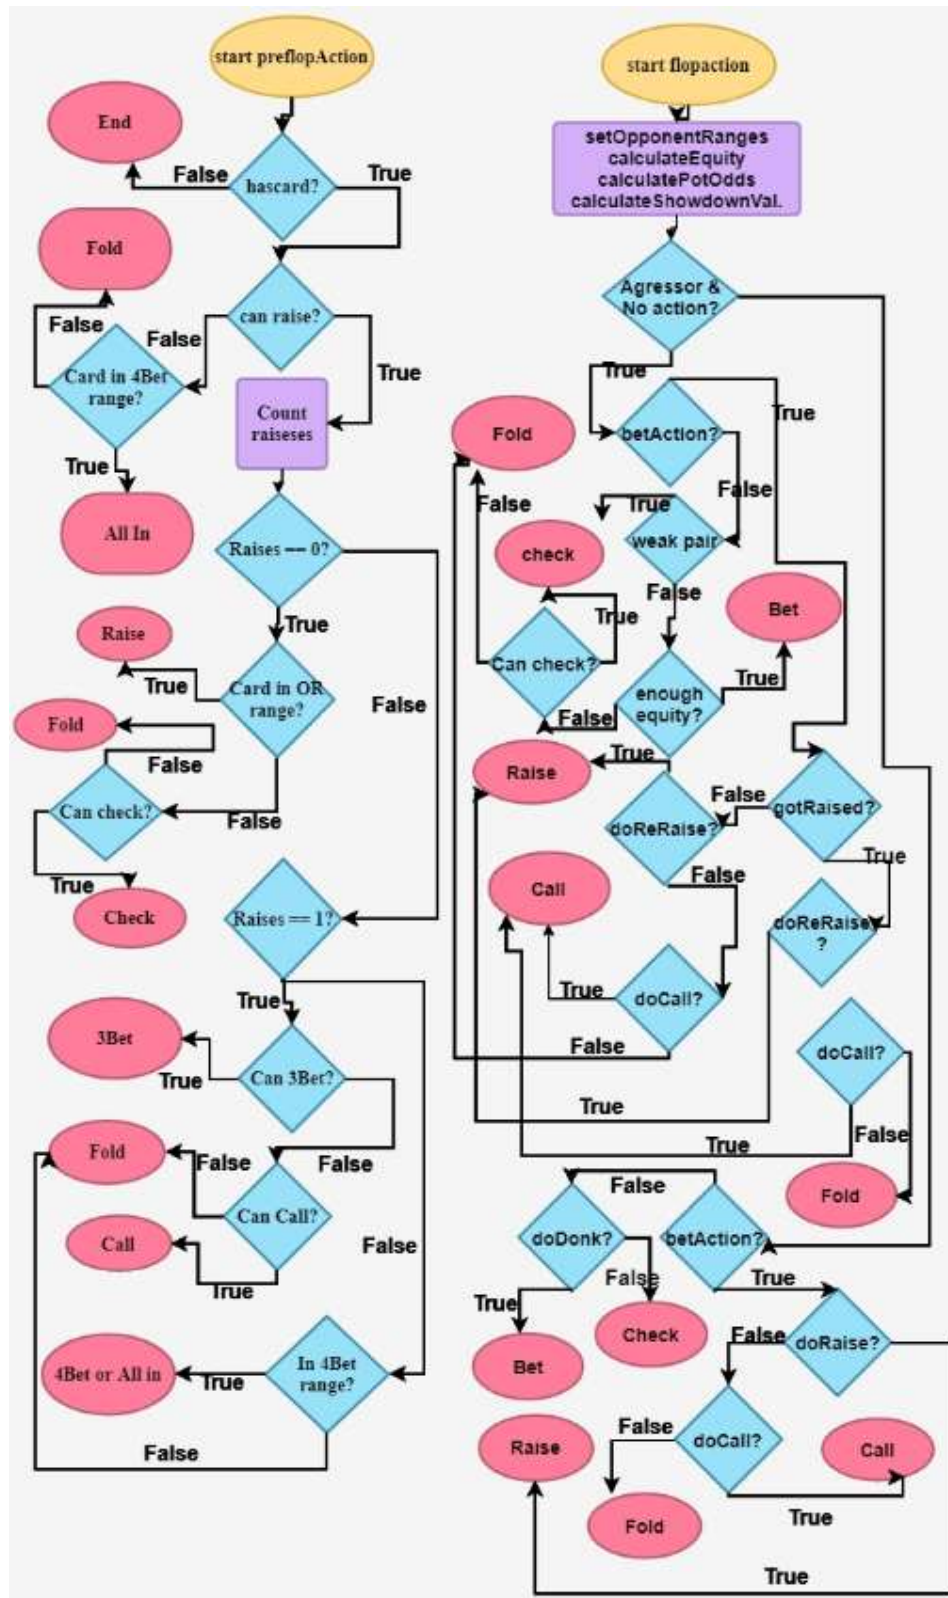 start preflopAction
End
False
hascard?
True
Fold
can raise?
False
False
Card in 4Bet
range?
True
Count
raiseses
True
All In
Raises == 0?
True
Raise
True
Card in OR
range?
False
Fold
False
Can check?
False
True
Check
Raises == 1?
True
3Bet
True
Can 3Bet?
Fold
False
False
Can Call?
Call
False
True
In 4Bet
range?
4Bet or All in
True
False
start flopaction
setOpponentRanges
calculateEquity
calculatePotOdds
calculateShowdownVal.
Agressor &
No action?
True
True
Fold
betAction?
False
False
True
check
weak pair
False
Bet
True
Can check?
enough
equity?
True
False
True
Raise
False
gotRaised?
doReRaise?
True
False
Call
doReRaise
?
True
doCall?
False
doCall?
True
False
True
Fold
False
doDonk?
betAction?
False
True
True
Check
False
doRaise?
Bet
False
doCall?
Raise
Call
True
Fold
True